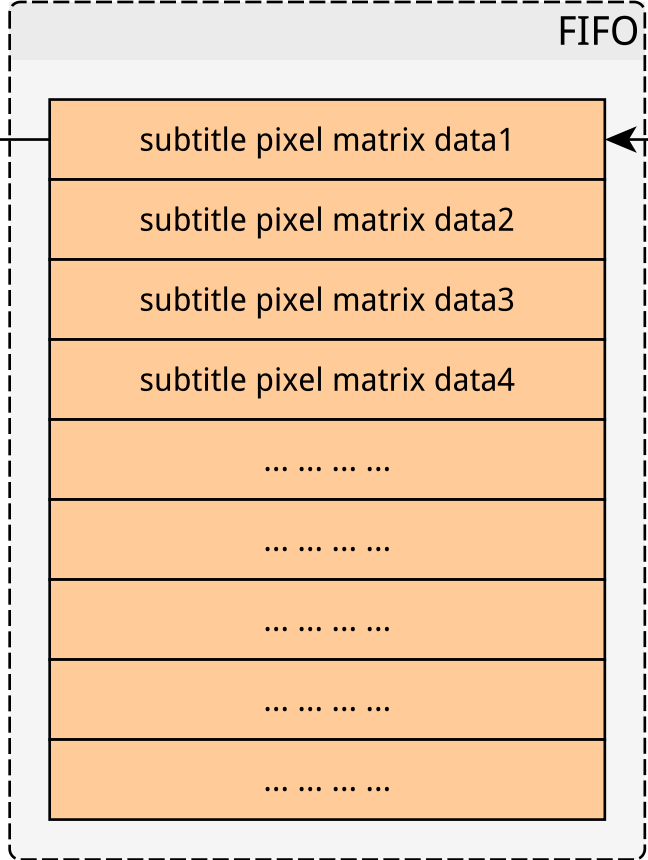 FIFO
subtitle pixel matrix data1
subtitle pixel matrix data2
subtitle pixel matrix data3
subtitle pixel matrix data4
... ... ... ...
... ... ... ...
... ... ... ...
... ... ... ...
... ... ... ...